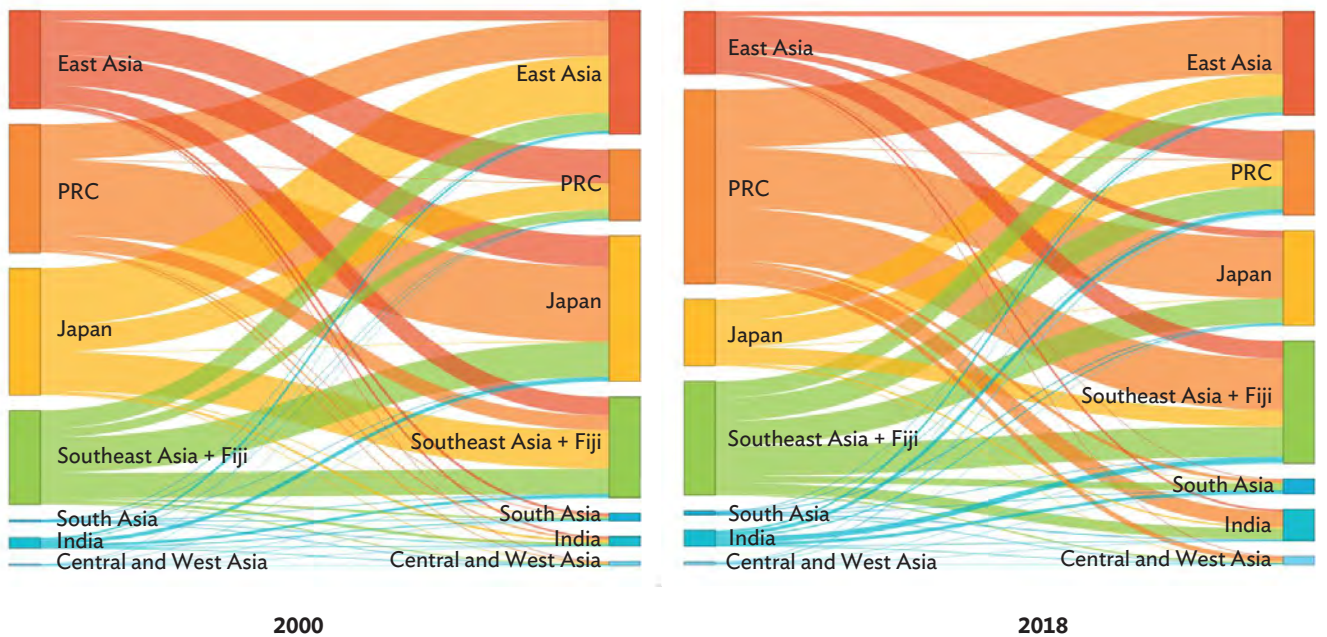 East Asia
PRC
Japan
Southeast Asia + Fiji
South Asia
India
Central and West Asia
East Asia
PRC
Japan
Southeast Asia + Fiji
South Asia
India
Central and West Asia
2000
East Asia
PRC
Japan
Southeast Asia + Fiji
South Asia
India
Central and West Asia
East Asia
PRC
Japan
Southeast Asia + Fiji
South Asia
India
Central and West Asia
2018